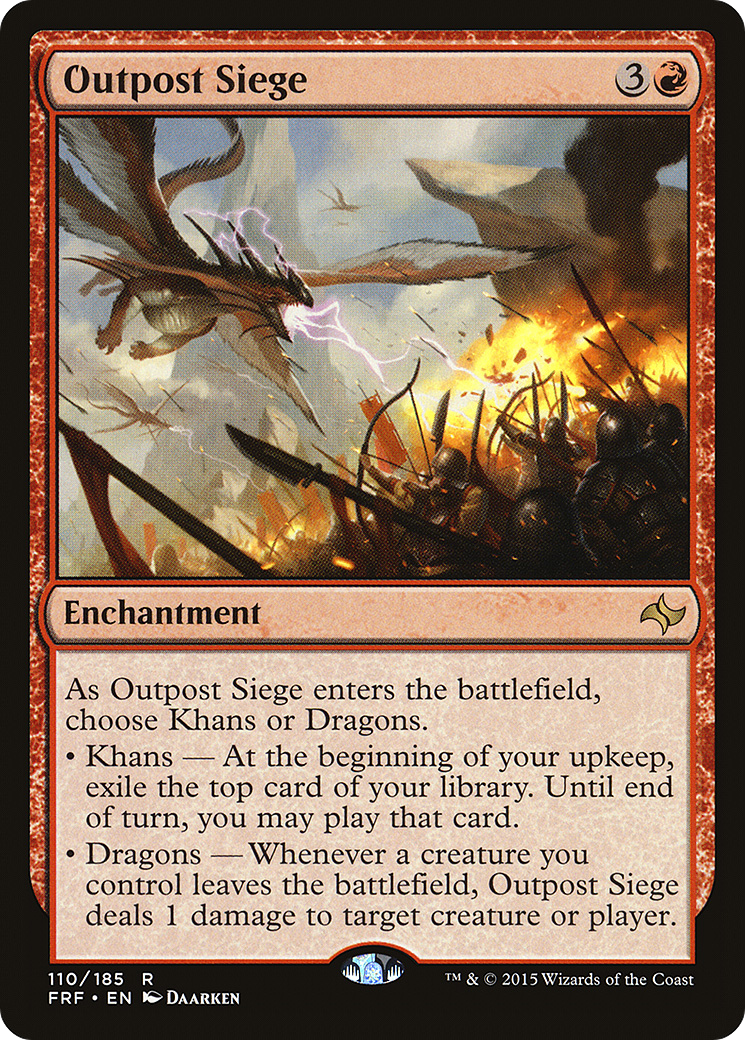 Outpost Siege 3
Enchantment
As Outpost Siege enters the battlefield,
choose Khans or Dragons.
• Khans — At the beginning of your upkeep,
exile the top card of your library. Until end
of turn, you may play that card.
• Dragons — Whenever a creature you
control leaves the battlefield, Outpost Siege
deals 1 damage to target creature or player.
110/185 R
FRF • EN Daarken
™ & © 2015 Wizards of the Coast